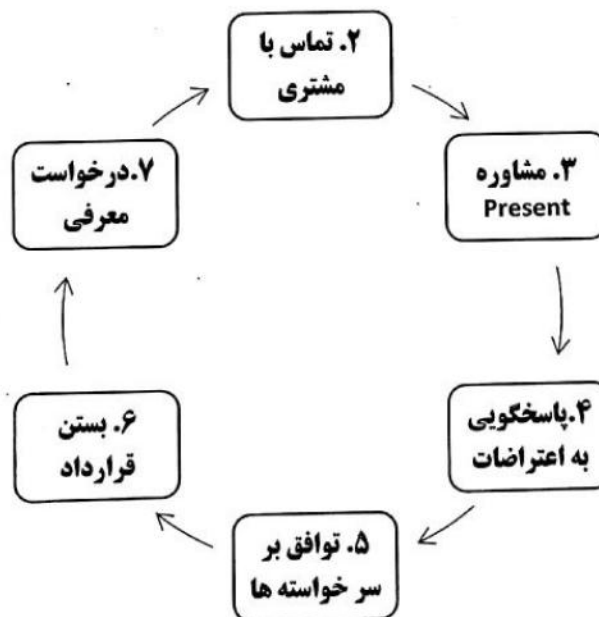 ۲. تماس با
مشتری
۳. مشاوره
Present
۴.پاسخگویی
به اعتراضات
۵. توافق بر
سر خواسته ها
۶. بستن
قرارداد
۷.درخواست
معرفی